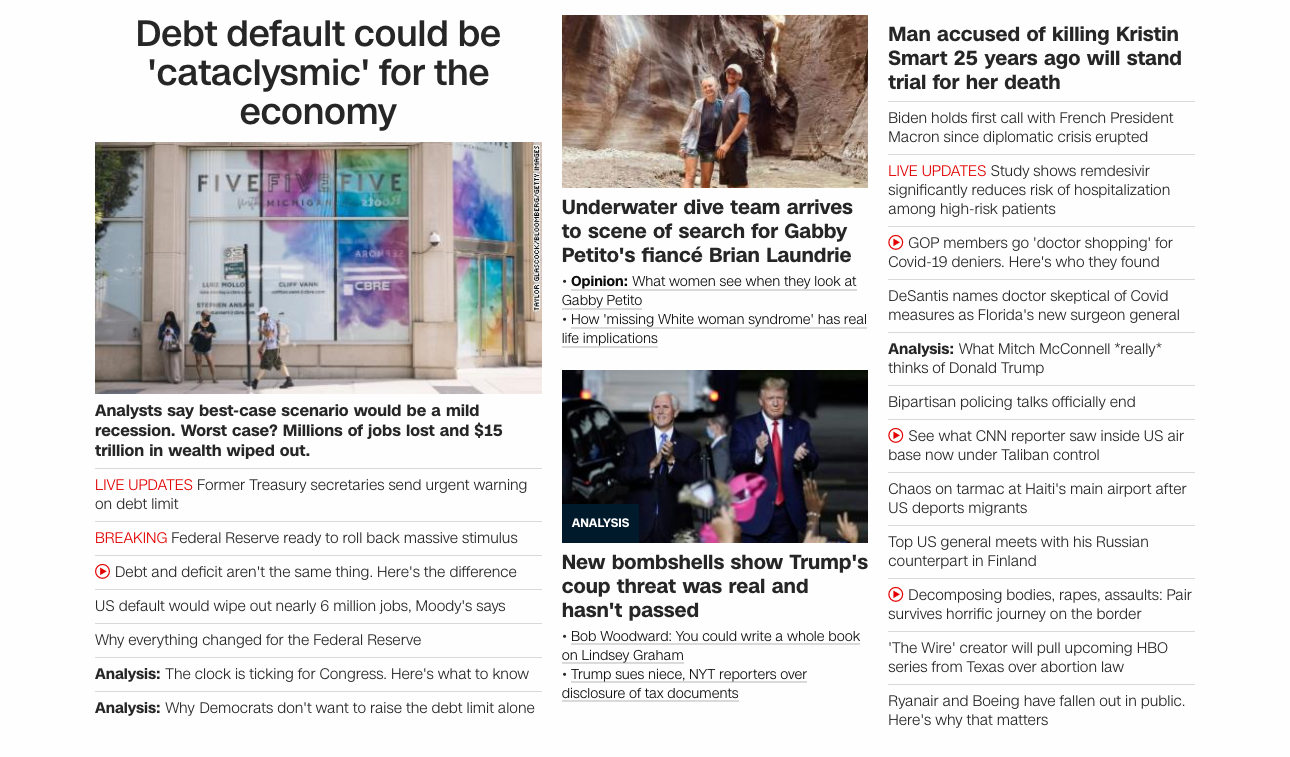 Debt default could be
'cataclysmic' for the
economy
FIVE FIVE FIVE
MICHIGAN
CLIFF VANN
CBRE
TAYLOR GLASCOCK/BLOOMBERG/GETTY IMAGES
Analysts say best-case scenario would be a mild
recession. Worst case? Millions of jobs lost and $15
trillion in wealth wiped out.
LIVE UPDATES Former Treasury secretaries send urgent warning
on debt limit
BREAKING Federal Reserve ready to roll back massive stimulus
Debt and deficit aren't the same thing. Here's the difference
US default would wipe out nearly 6 million jobs, Moody's says
Why everything changed for the Federal Reserve
Analysis: The clock is ticking for Congress. Here's what to know
Analysis: Why Democrats don't want to raise the debt limit alone
Underwater dive team arrives
to scene of search for Gabby
Petito's fiancé Brian Laundrie
• Opinion: What women see when they look at
Gabby Petito
• How 'missing White woman syndrome' has real
life implications
ANALYSIS
New bombshells show Trump's
coup threat was real and
hasn't passed
• Bob Woodward: You could write a whole book
on Lindsey Graham
• Trump sues niece, NYT reporters over
disclosure of tax documents
Man accused of killing Kristin
Smart 25 years ago will stand
trial for her death
Biden holds first call with French President
Macron since diplomatic crisis erupted
LIVE UPDATES Study shows remdesivir
significantly reduces risk of hospitalization
among high-risk patients
GOP members go 'doctor shopping' for
Covid-19 deniers. Here's who they found
DeSantis names doctor skeptical of Covid
measures as Florida's new surgeon general
Analysis: What Mitch McConnell *really*
thinks of Donald Trump
Bipartisan policing talks officially end
See what CNN reporter saw inside US air
base now under Taliban control
Chaos on tarmac at Haiti's main airport after
US deports migrants
Top US general meets with his Russian
counterpart in Finland
Decomposing bodies, rapes, assaults: Pair
survives horrific journey on the border
'The Wire' creator will pull upcoming HBO
series from Texas over abortion law
Ryanair and Boeing have fallen out in public.
Here's why that matters